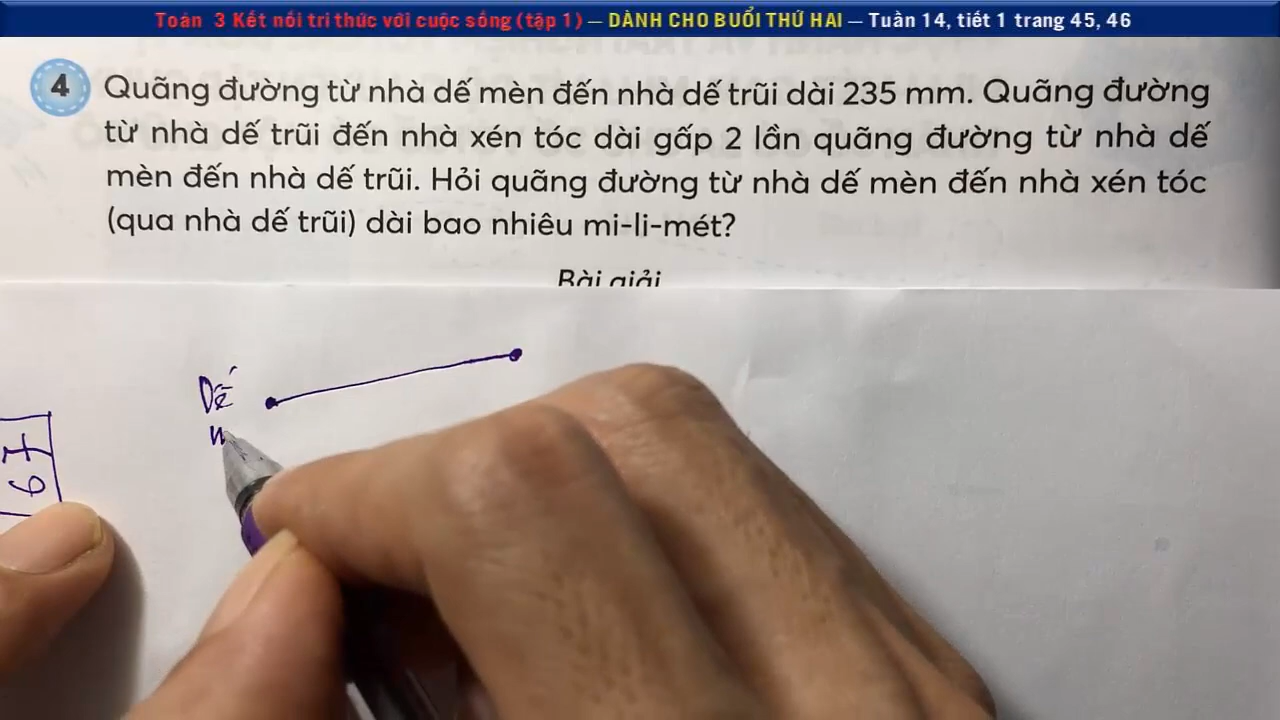 Toán 3 Kết nối tri thức với cuộc sống (tập 1) – DÀNH CHO BUỔI THỨ HAI – Tuần 14, tiết 1 trang 45, 46
4 Quãng đường từ nhà dế mèn đến nhà dế trũi dài 235 mm. Quãng đường
từ nhà dế trũi đến nhà xén tóc dài gấp 2 lần quãng đường từ nhà dế
mèn đến nhà dế trũi. Hỏi quãng đường từ nhà dế mèn đến nhà xén tóc
(qua nhà dế trũi) dài bao nhiêu mi-li-mét?
Bài giải
Dế
67